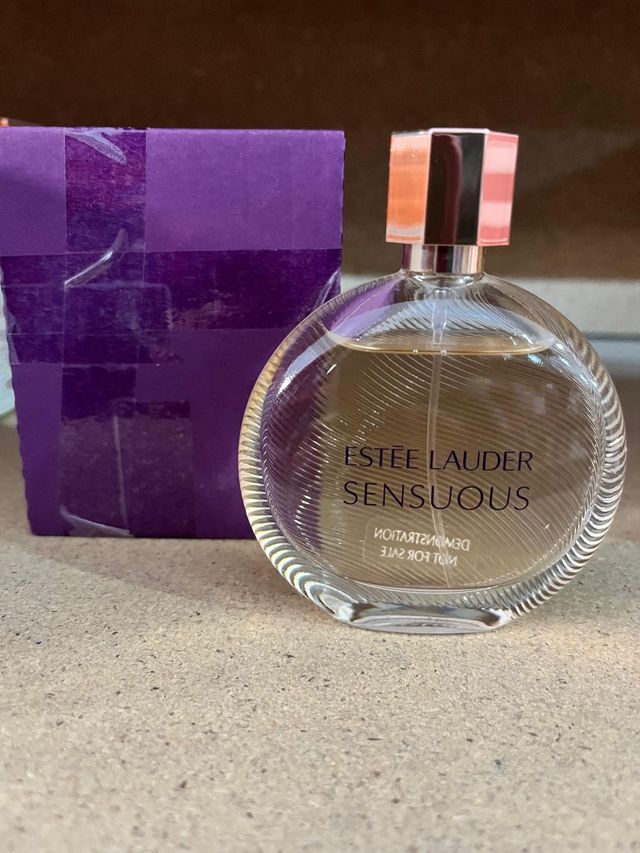 ESTĒE LAUDER
SENSUOUS
DEMONSTRATION
NOT FOR SALE